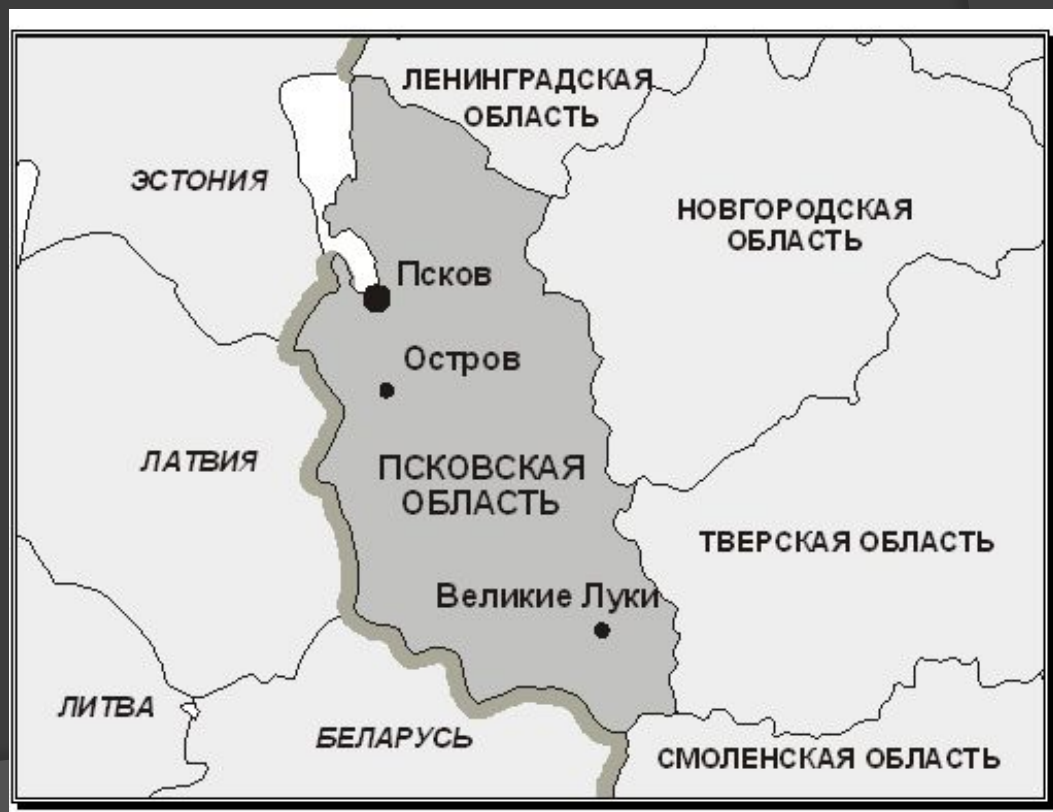 ЛЕНИНГРАДСКАЯ
ОБЛАСТЬ
ЭСТОНИЯ
НОВГОРОДСКАЯ
ОБЛАСТЬ
Псков
Остров
ЛАТВИЯ
ПСКОВСКАЯ
ОБЛАСТЬ
ТВЕРСКАЯ ОБЛАСТЬ
Великие Луки
ЛИТВА
БЕЛАРУСЬ
СМОЛЕНСКАЯ ОБЛАСТЬ